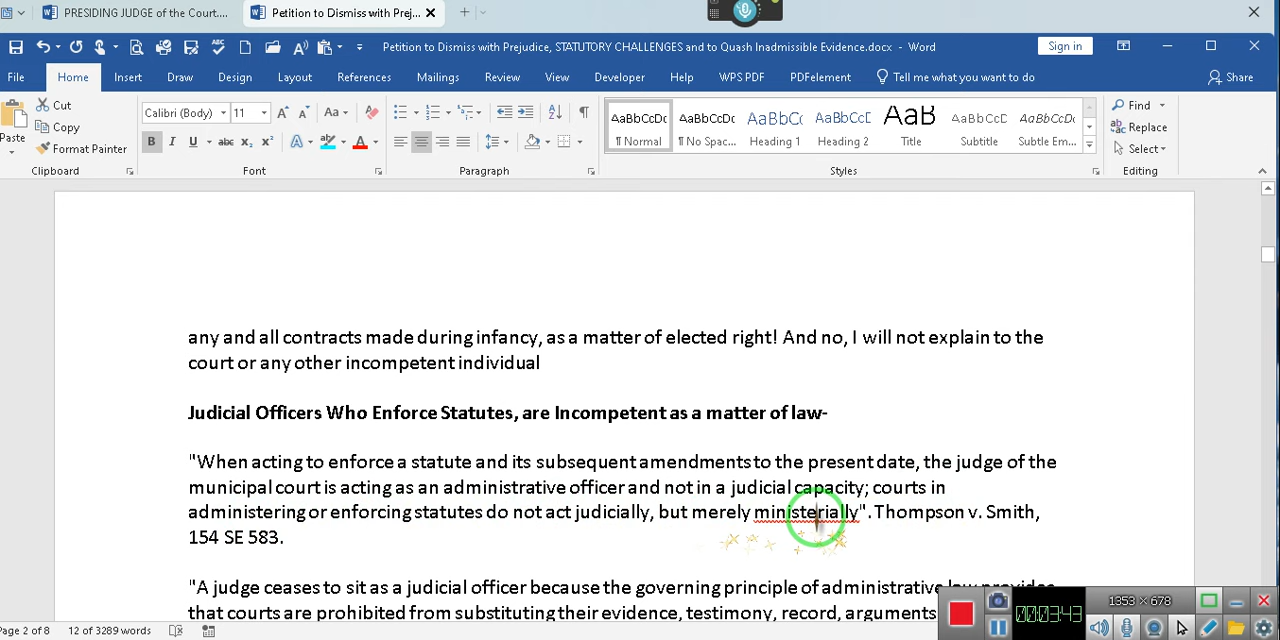 PRESIDING JUDGE of the Court....
Petition to Dismiss with Prej...
Petition to Dismiss with Prejudice, STATUTORY CHALLENGES and to Quash Inadmissible Evidence.docx - Word
Sign in
File Home Insert Draw Design Layout References Mailings Review View Developer Help WPS PDF PDFelement Tell me what you want to do Share
Paste
Cut
Copy
Format Painter
Clipboard
Calibri (Body) 11
Font
Paragraph
AaBbCcDc AaBbCcDc AaBbCc AaBbCcD AaB AaBbCcD AaBbCcDc
¶ Normal ¶ No Spac... Heading 1 Heading 2 Title Subtitle Subtle Em...
Styles
Find
Replace
Select
Editing
any and all contracts made during infancy, as a matter of elected right! And no, I will not explain to the
court or any other incompetent individual
Judicial Officers Who Enforce Statutes, are Incompetent as a matter of law-
"When acting to enforce a statute and its subsequent amendments to the present date, the judge of the
municipal court is acting as an administrative officer and not in a judicial capacity; courts in
administering or enforcing statutes do not act judicially, but merely ministerially". Thompson v. Smith,
154 SE 583.
"A judge ceases to sit as a judicial officer because the governing principle of administrative law provides
that courts are prohibited from substituting their evidence, testimony, record, arguments
1353 x 678
00:03:43
Page 2 of 8 12 of 3289 words